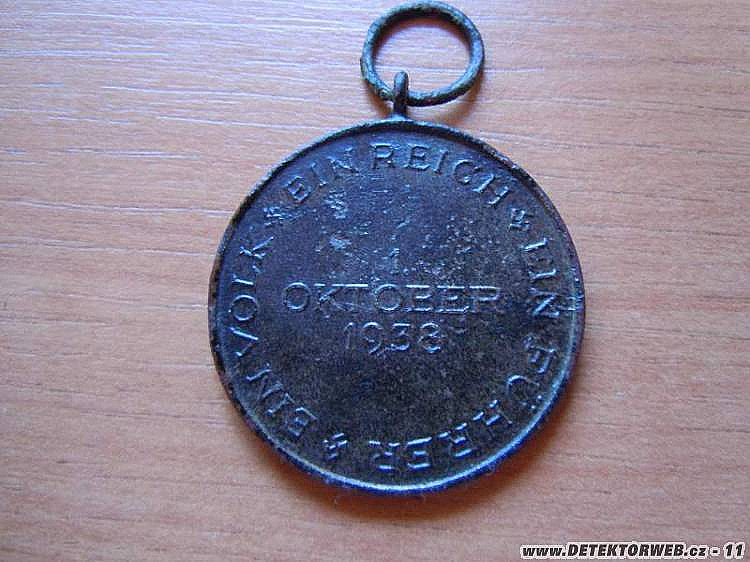 EIN VOLK EIN REICH EIN FÜHRER
1.
OKTOBER
1938
www.DETEKTORWEB.cz - 11